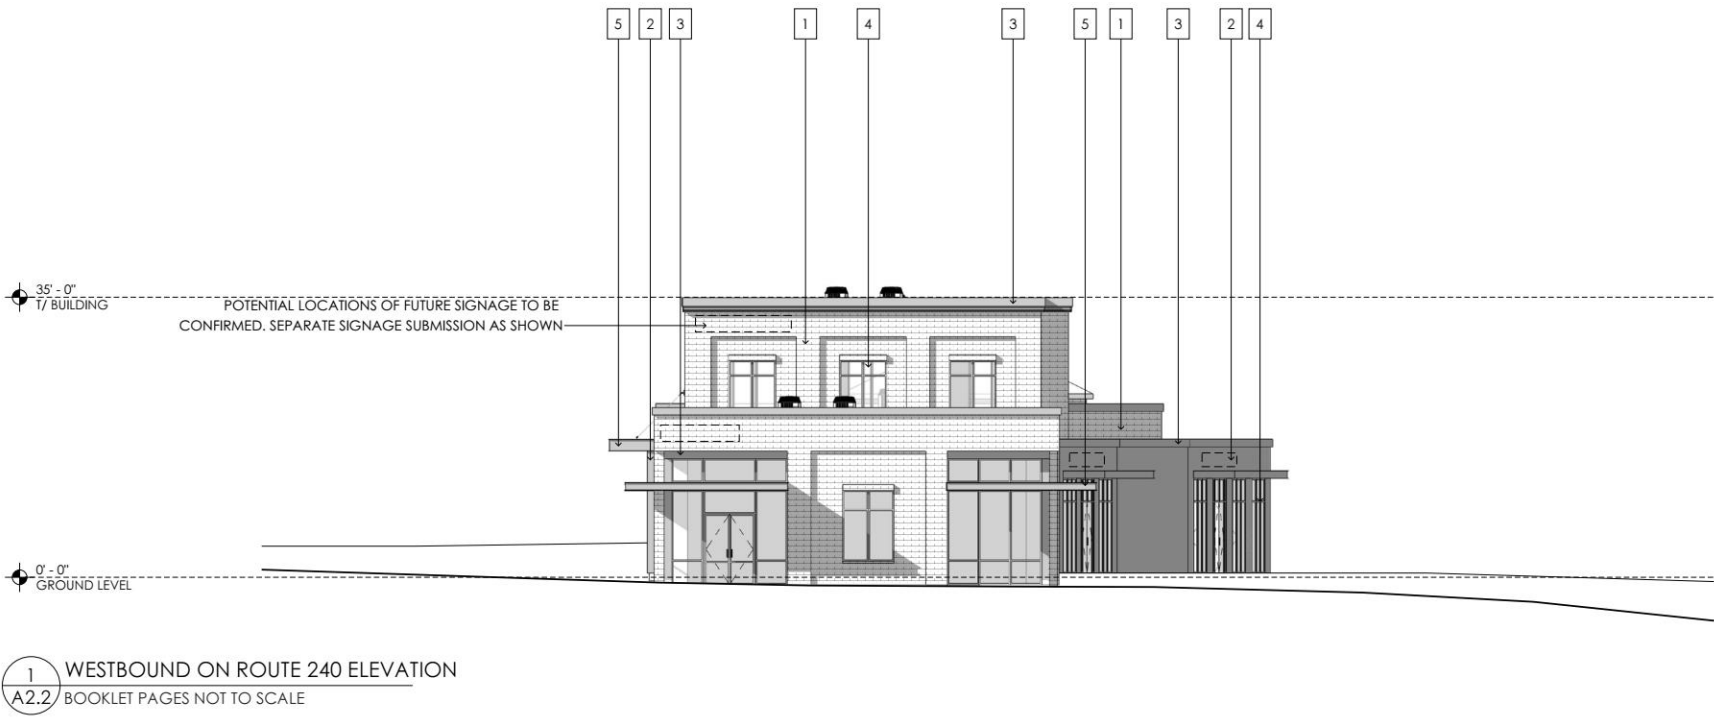 5 2 3 1 4 3 5 1 3 2 4
35' - 0"
T/ BUILDING
POTENTIAL LOCATIONS OF FUTURE SIGNAGE TO BE
CONFIRMED. SEPARATE SIGNAGE SUBMISSION AS SHOWN
0' - 0"
GROUND LEVEL
1
WESTBOUND ON ROUTE 240 ELEVATION
A2.2
BOOKLET PAGES NOT TO SCALE